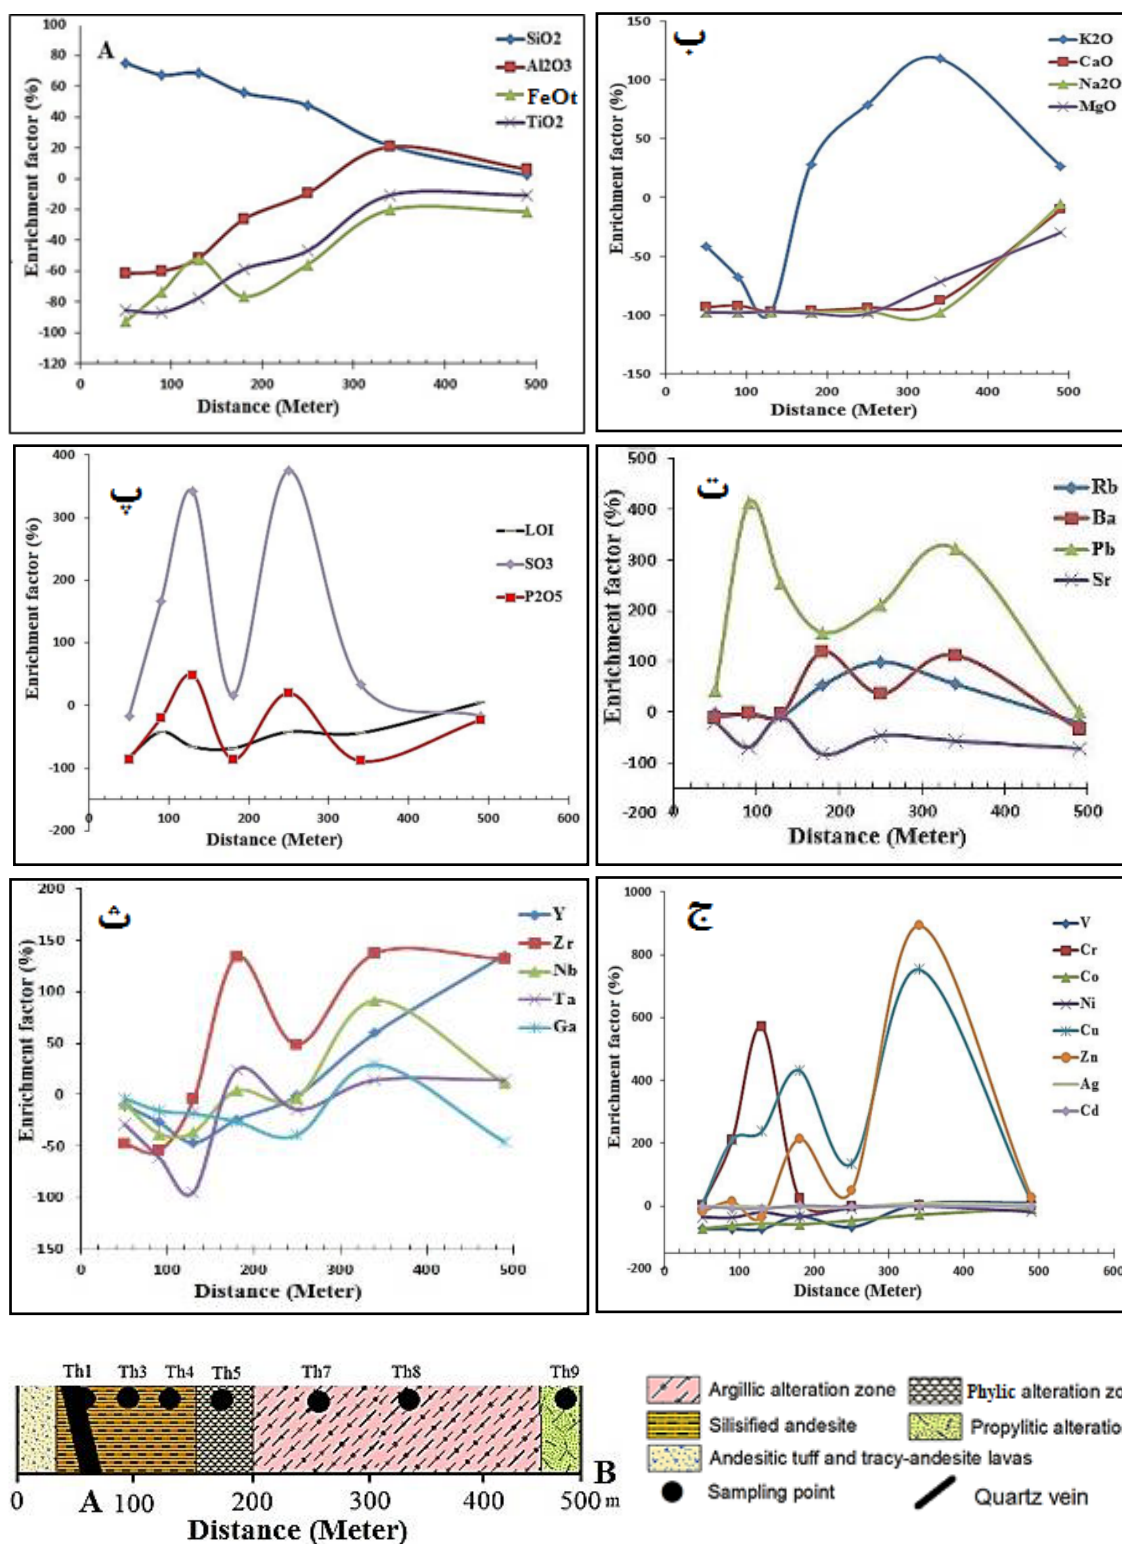 A
SiO2
Al2O3
FeOt
TiO2
100
80
60
40
20
0
-20
-40
-60
-80
-100
-120
Enrichment factor (%)
0 100 200 300 400 500
Distance (Meter)
ب
K2O
CaO
Na2O
MgO
150
100
50
0
-50
-100
-150
Enrichment factor (%)
0 100 200 300 400 500
Distance (Meter)
پ
LOI
SO3
P2O5
400
300
200
100
0
-100
-200
Enrichment factor (%)
0 100 200 300 400 500 600
Distance (Meter)
ت
Rb
Ba
Pb
Sr
500
400
300
200
100
0
-100
-200
Enrichment factor (%)
0 100 200 300 400 500
Distance (Meter)
ث
Y
Zr
Nb
Ta
Ga
200
150
100
50
0
-50
-100
-150
Enrichment factor (%)
0 100 200 300 400 500
Distance (Meter)
ج
V
Cr
Co
Ni
Cu
Zn
Ag
Cd
1000
800
600
400
200
0
-200
Enrichment factor (%)
0 100 200 300 400 500 600
Distance (Meter)
Th1 Th3 Th4 Th5 Th7 Th8 Th9
A B
0 100 200 300 400 500 m
Distance (Meter)
Argillic alteration zone
Phylic alteration zo
Silisified andesite
Propylitic alteration
Andesitic tuff and tracy-andesite lavas
Sampling point
Quartz vein